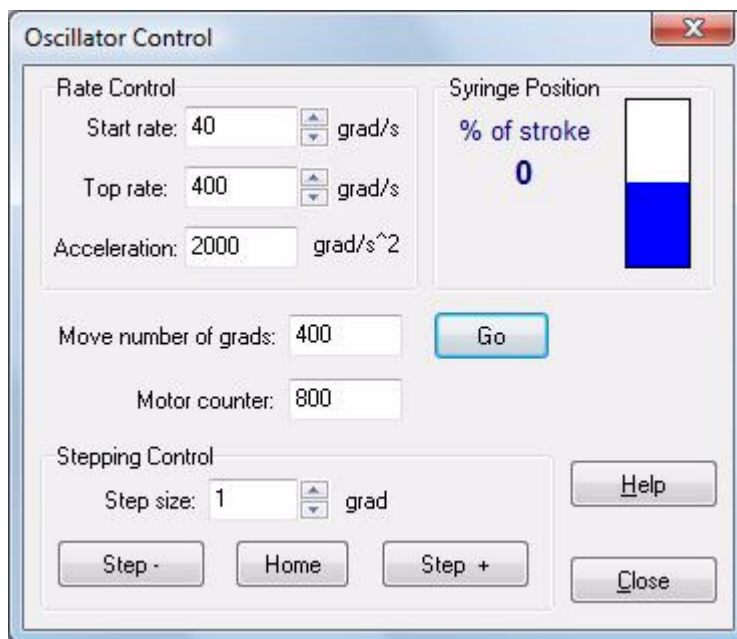 Oscillator Control
Rate Control
Start rate: 40 grad/s
Top rate: 400 grad/s
Acceleration: 2000 grad/s^2
Syringe Position
% of stroke
0
Move number of grads: 400 Go
Motor counter: 800
Stepping Control
Step size: 1 grad
Step - Home Step +
Help
Close